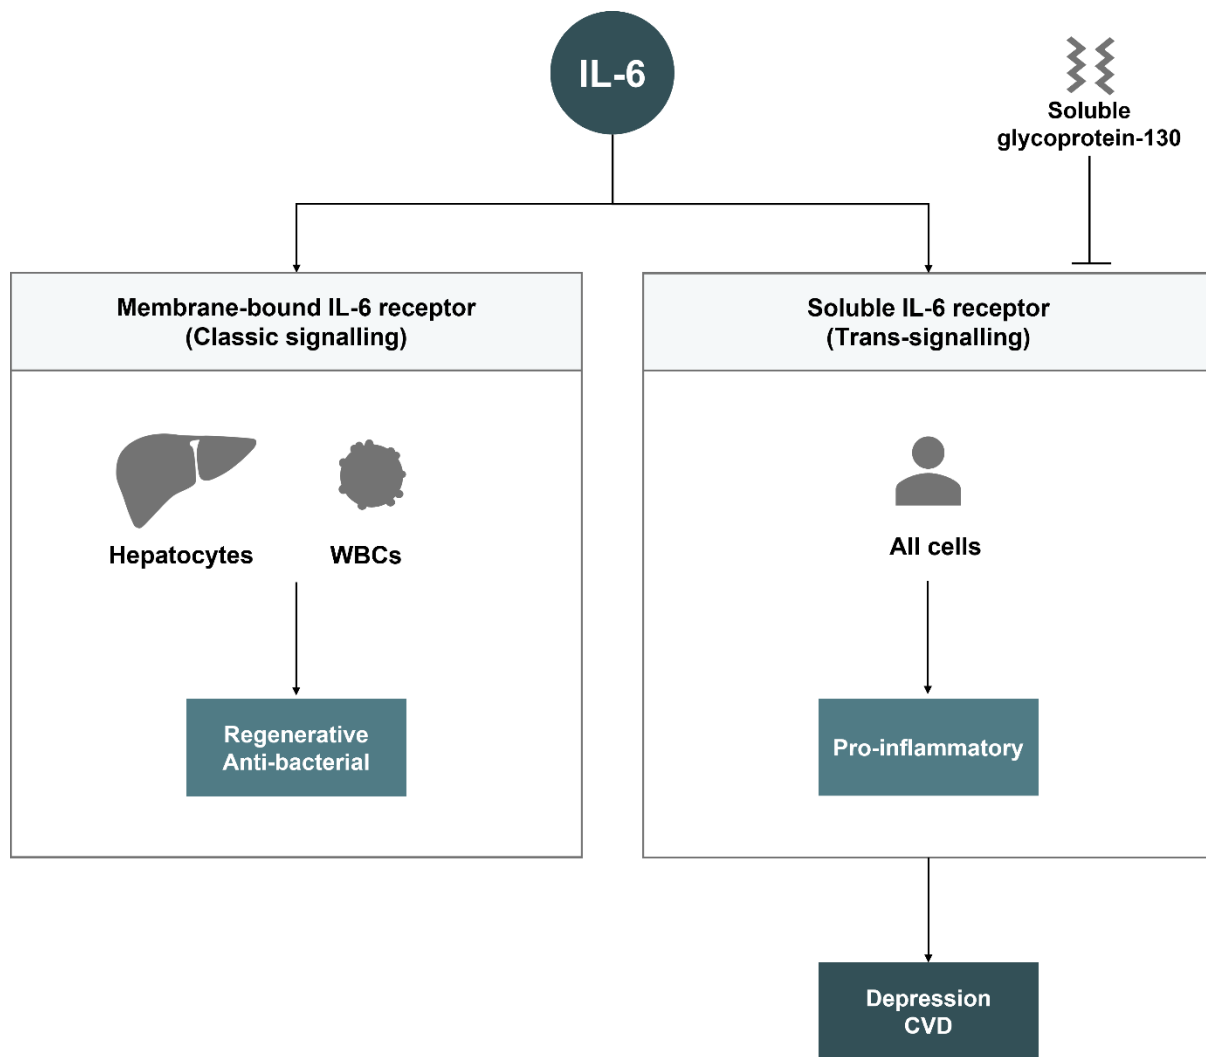 IL-6
Soluble
glycoprotein-130
Membrane-bound IL-6 receptor
(Classic signalling)
Soluble IL-6 receptor
(Trans-signalling)
Hepatocytes
WBCs
All cells
Regenerative
Anti-bacterial
Pro-inflammatory
Depression
CVD